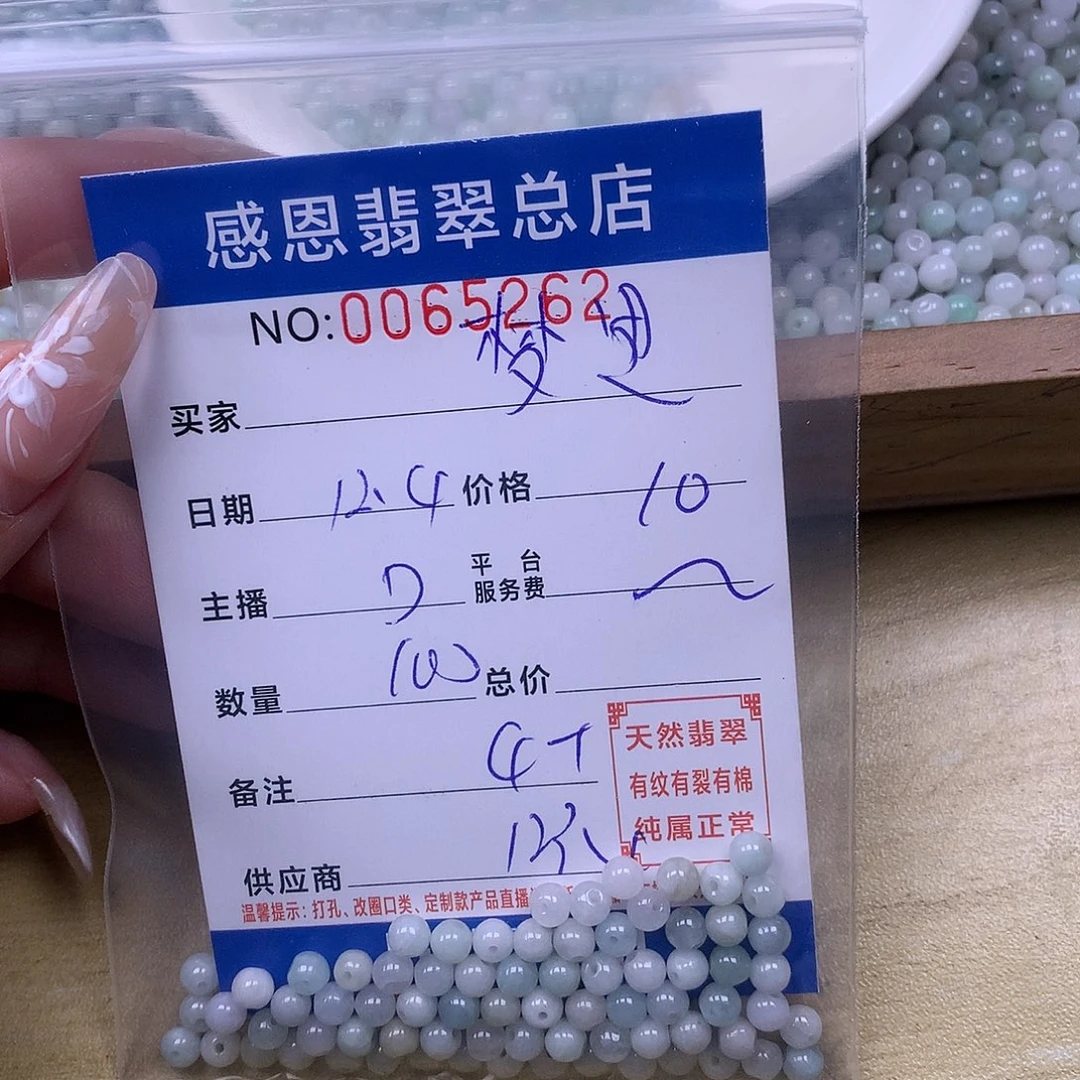 感恩翡翠总店
NO:0065262
买家
日期 12.4 价格 10
主播 平台服务费
数量 100 总价
备注
天然翡翠
有纹有裂有棉
纯属正常
供应商
温馨提示：打孔、改圈口类、定制款产品直播